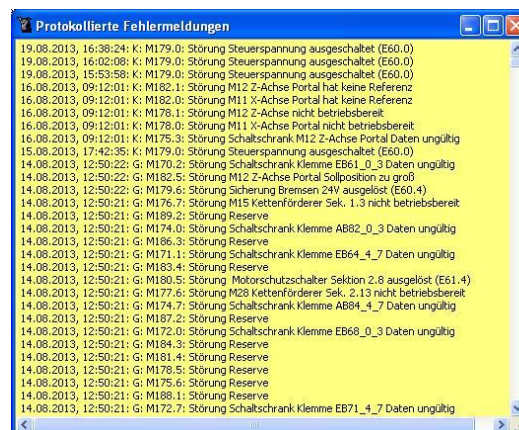 Protokollierte Fehlermeldungen
19.08.2013, 16:38:24: K: M179.0: Störung Steuerspannung ausgeschaltet (E60.0)
19.08.2013, 16:02:08: K: M179.0: Störung Steuerspannung ausgeschaltet (E60.0)
19.08.2013, 15:53:58: K: M179.0: Störung Steuerspannung ausgeschaltet (E60.0)
16.08.2013, 09:12:01: K: M182.1: Störung M12 Z-Achse Portal hat keine Referenz
16.08.2013, 09:12:01: K: M182.0: Störung M11 X-Achse Portal hat keine Referenz
16.08.2013, 09:12:01: K: M178.1: Störung M12 Z-Achse nicht betriebsbereit
16.08.2013, 09:12:01: K: M178.0: Störung M11 X-Achse Portal nicht betriebsbereit
16.08.2013, 09:12:01: K: M175.3: Störung Schaltschrank M12 Z-Achse Portal Daten ungültig
15.08.2013, 17:42:35: K: M179.0: Störung Steuerspannung ausgeschaltet (E60.0)
14.08.2013, 12:50:22: G: M170.2: Störung Schaltschrank Klemme EB61_0_3 Daten ungültig
14.08.2013, 12:50:22: G: M182.5: Störung M12 Z-Achse Portal Sollposition zu groß
14.08.2013, 12:50:22: G: M179.6: Störung Sicherung Bremsen 24V ausgelöst (E60.4)
14.08.2013, 12:50:21: G: M176.7: Störung M15 Kettenförderer Sek. 1.3 nicht betriebsbereit
14.08.2013, 12:50:21: G: M189.2: Störung Reserve
14.08.2013, 12:50:21: G: M174.0: Störung Schaltschrank Klemme AB82_0_3 Daten ungültig
14.08.2013, 12:50:21: G: M186.3: Störung Reserve
14.08.2013, 12:50:21: G: M171.1: Störung Schaltschrank Klemme EB64_4_7 Daten ungültig
14.08.2013, 12:50:21: G: M183.4: Störung Reserve
14.08.2013, 12:50:21: G: M180.5: Störung  Motorschutzschalter Sektion 2.8 ausgelöst (E61.4)
14.08.2013, 12:50:21: G: M177.6: Störung M28 Kettenförderer Sek. 2.13 nicht betriebsbereit
14.08.2013, 12:50:21: G: M174.7: Störung Schaltschrank Klemme AB84_4_7 Daten ungültig
14.08.2013, 12:50:21: G: M187.2: Störung Reserve
14.08.2013, 12:50:21: G: M172.0: Störung Schaltschrank Klemme EB68_0_3 Daten ungültig
14.08.2013, 12:50:21: G: M184.3: Störung Reserve
14.08.2013, 12:50:21: G: M181.4: Störung Reserve
14.08.2013, 12:50:21: G: M178.5: Störung Reserve
14.08.2013, 12:50:21: G: M175.6: Störung Reserve
14.08.2013, 12:50:21: G: M188.1: Störung Reserve
14.08.2013, 12:50:21: G: M172.7: Störung Schaltschrank Klemme EB71_4_7 Daten ungültig